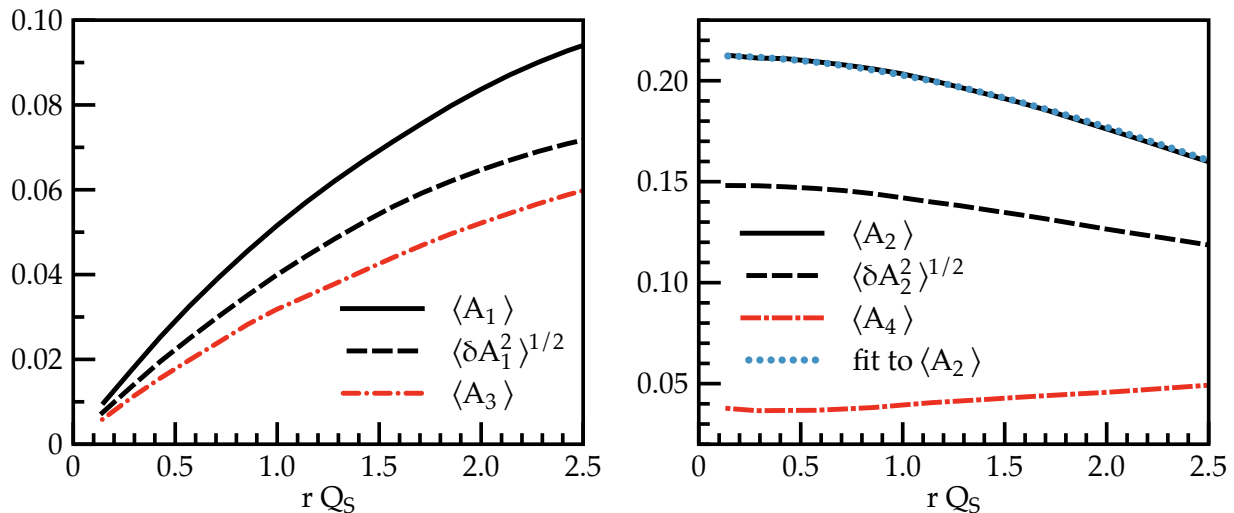 0.10
0.08
0.06
0.04
0.02
0
0 0.5 1.0 1.5 2.0 2.5
r Q_S
⟨A_1⟩
⟨δA_1^2⟩^{1/2}
⟨A_3⟩
0.20
0.15
0.10
0.05
0 0.5 1.0 1.5 2.0 2.5
r Q_S
⟨A_2⟩
⟨δA_2^2⟩^{1/2}
⟨A_4⟩
fit to ⟨A_2⟩